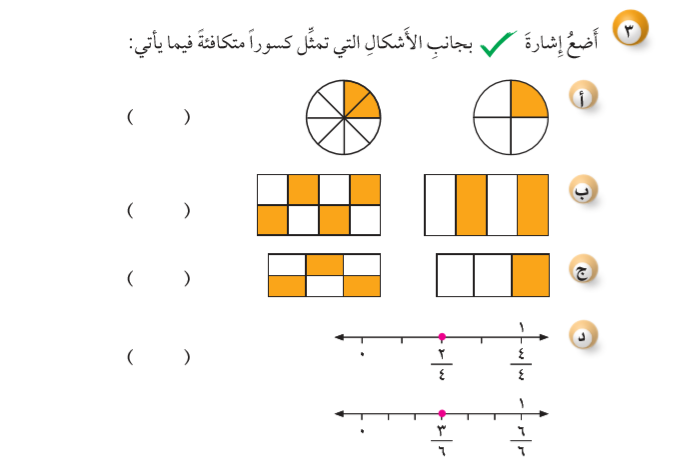 ٣ أَضعُ إِشارةَ ✓ بجانبِ الأَشكالِ التي تمثِّل كسوراً متكافئةً فيما يأتي:
أ ( )
ب ( )
ج ( )
د ( )
٠ ١
٢/٤ ٤/٤
٠ ١
٣/٦ ٦/٦